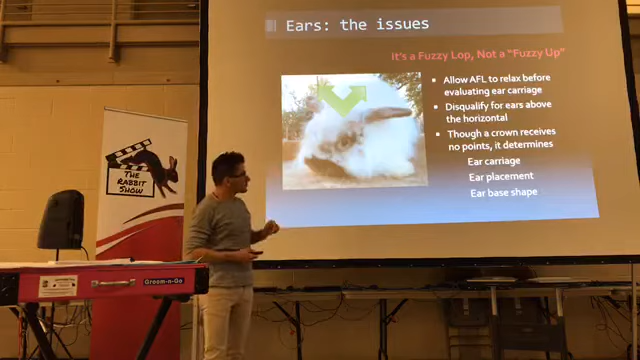 Ears: the issues
It's a Fuzzy Lop, Not a "Fuzzy Up"
Allow AFL to relax before
evaluating ear carriage
Disqualify for ears above
the horizontal
Though a crown receives
no points, it determines
Ear carriage
Ear placement
Ear base shape
THE
RABBIT
SHOW
Groom-n-Go